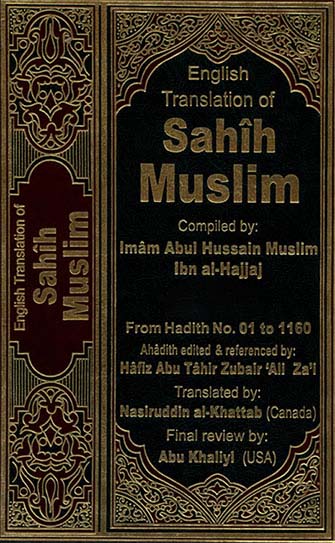 English Translation of
Sahîh
Muslim
English
Translation of
Sahîh
Muslim
Compiled by:
Imâm Abul Hussain Muslim
Ibn al-Hajjaj
From Hadith No. 01 to 1160
Ahâdith edited & referenced by:
Hâfiz Abu Tâhir Zubair 'Ali Za'i
Translated by:
Nasiruddin al-Khattab (Canada)
Final review by:
Abu Khaliyl (USA)